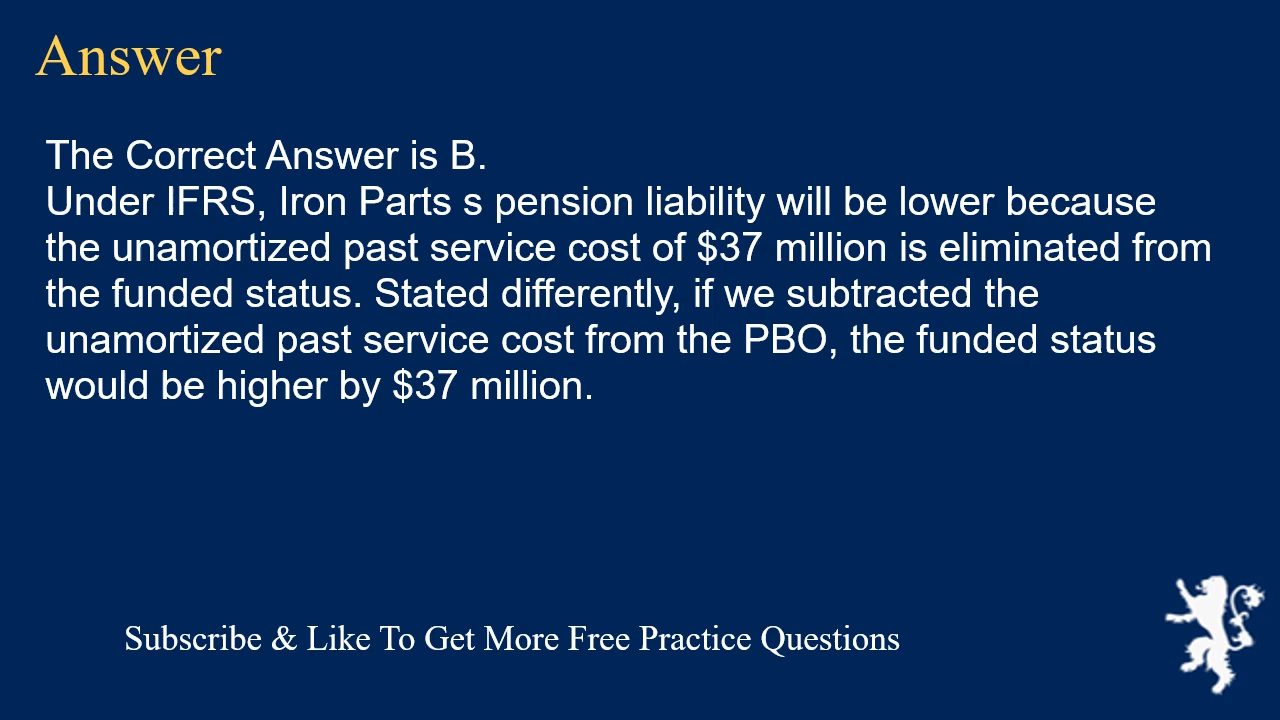 Answer
The Correct Answer is B.
Under IFRS, Iron Parts s pension liability will be lower because
the unamortized past service cost of $37 million is eliminated from
the funded status. Stated differently, if we subtracted the
unamortized past service cost from the PBO, the funded status
would be higher by $37 million.
Subscribe & Like To Get More Free Practice Questions